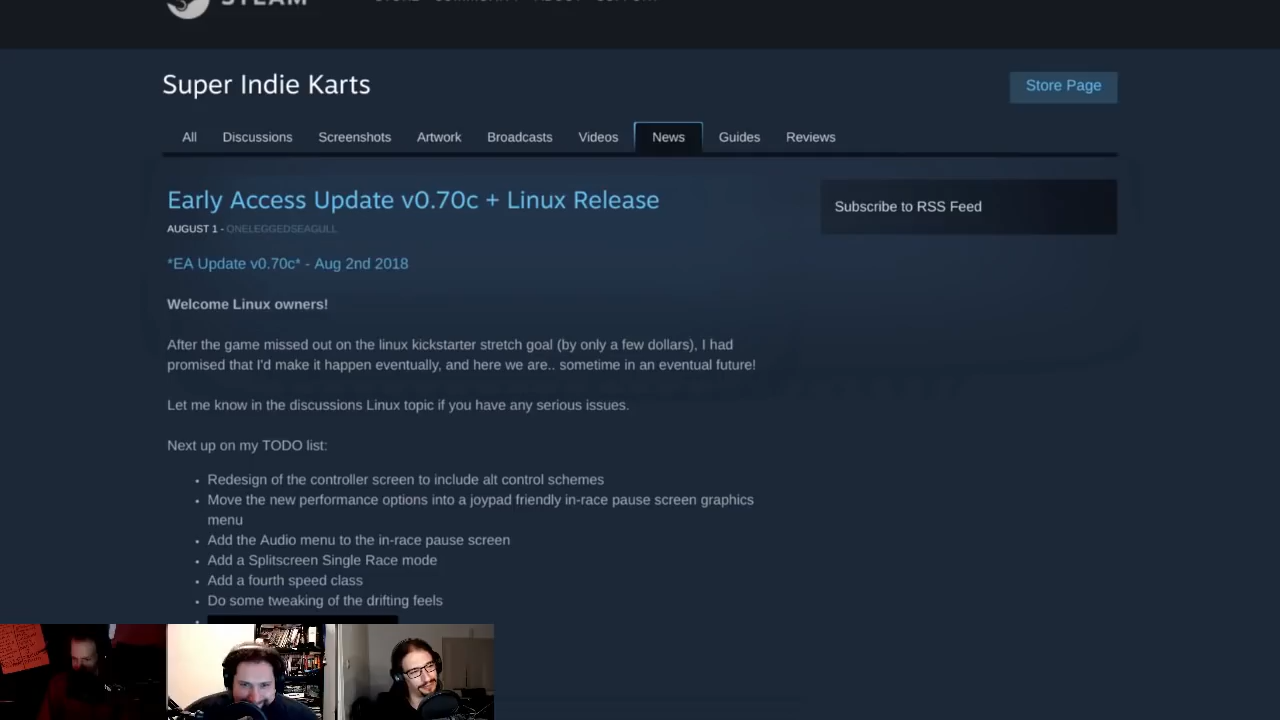 STEAM
STORE COMMUNITY ABOUT SUPPORT
Super Indie Karts
Store Page
All Discussions Screenshots Artwork Broadcasts Videos News Guides Reviews
Early Access Update v0.70c + Linux Release
Subscribe to RSS Feed
AUGUST 1 - ONELEGGEDSEAGULL
*EA Update v0.70c* - Aug 2nd 2018
Welcome Linux owners!
After the game missed out on the linux kickstarter stretch goal (by only a few dollars), I had
promised that I'd make it happen eventually, and here we are.. sometime in an eventual future!
Let me know in the discussions Linux topic if you have any serious issues.
Next up on my TODO list:
• Redesign of the controller screen to include alt control schemes
• Move the new performance options into a joypad friendly in-race pause screen graphics
menu
• Add the Audio menu to the in-race pause screen
• Add a Splitscreen Single Race mode
• Add a fourth speed class
• Do some tweaking of the drifting feels